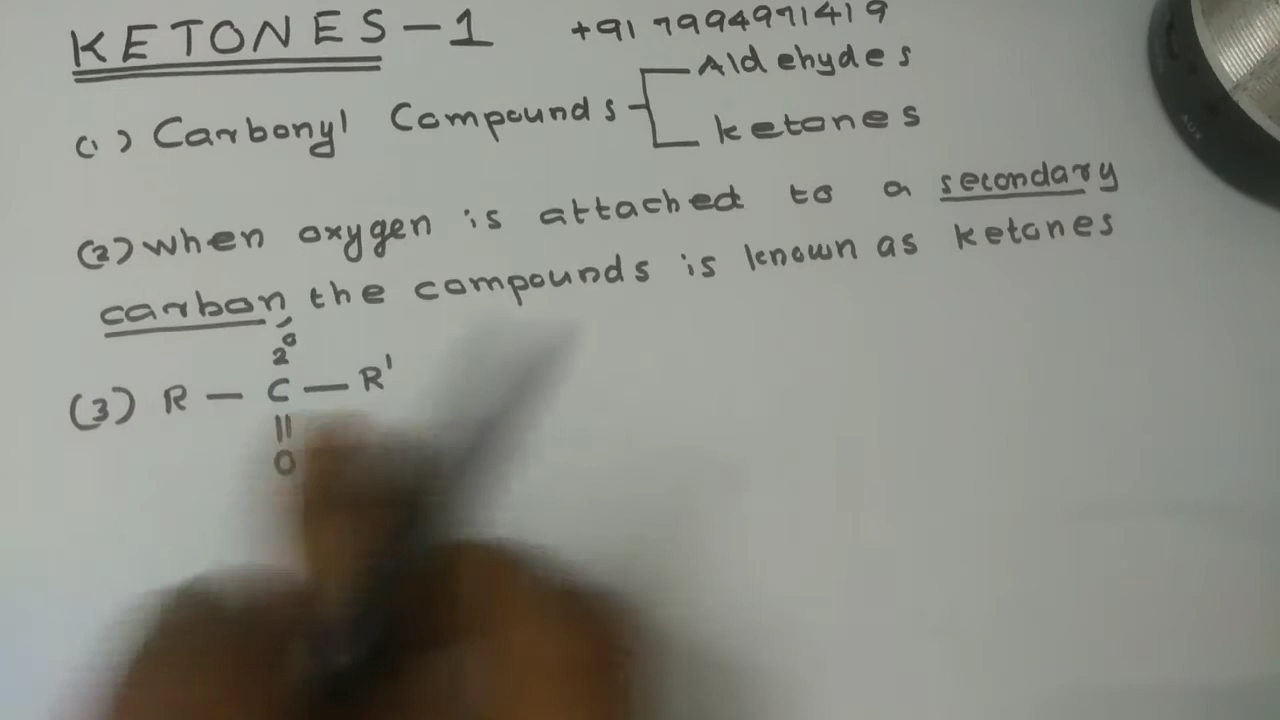 KETONES-1 +91 7994971419
(1) Carbonyl Compounds Aldehydes
ketones
(2) when oxygen is attached to a secondary
carbon the compounds is known as ketones
2°
(3) R — C — R'
||
O
AUX